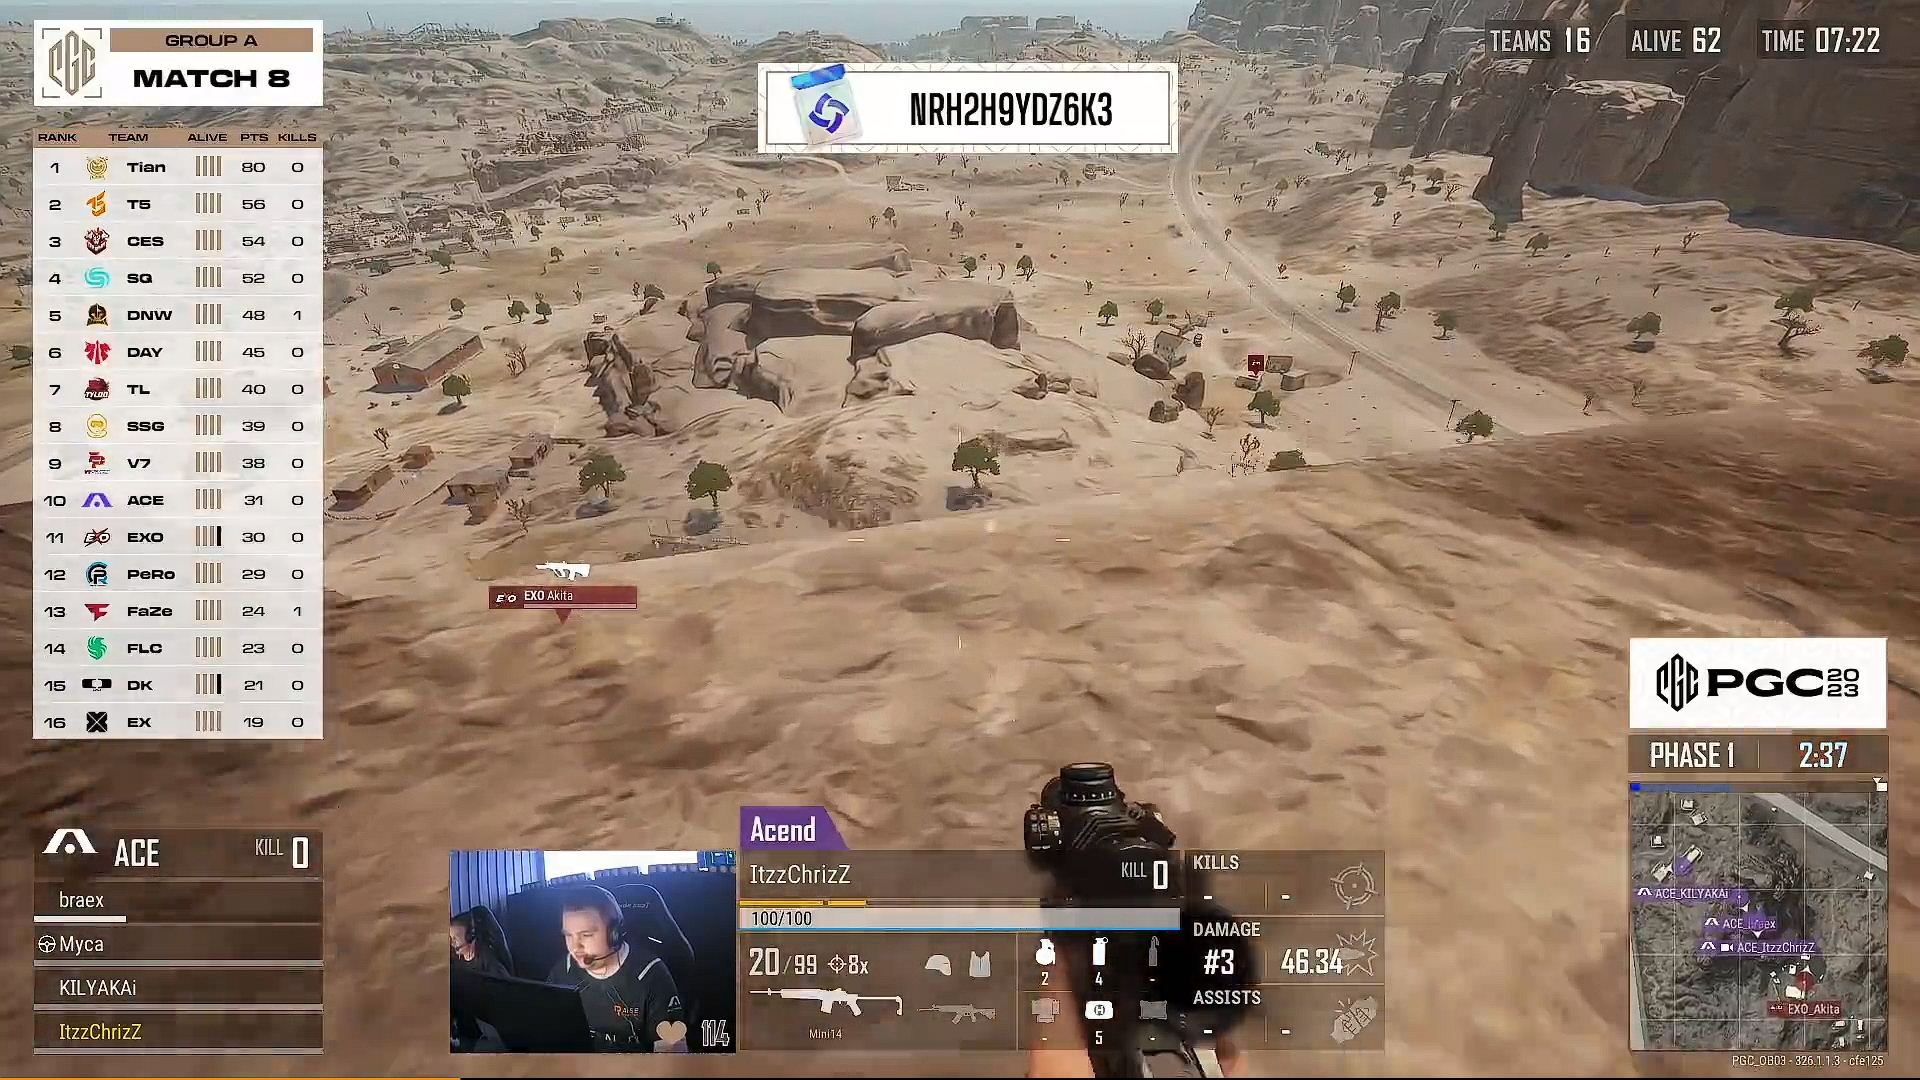 GROUP A
MATCH 8
TEAMS 16 ALIVE 62 TIME 07:22
NRH2H9YDZ6K3
RANK TEAM ALIVE PTS KILLS
1 Tian 80 0
2 T5 56 0
3 CES 54 0
4 SQ 52 0
5 DNW 48 1
6 DAY 45 0
7 TL 40 0
8 SSG 39 0
9 V7 38 0
10 ACE 31 0
11 EXO 30 0
12 PeRo 29 0
13 FaZe 24 1
14 FLC 23 0
15 DK 21 0
16 EX 19 0
EXO Akita
PGC 2023
PHASE 1 2:37
ACE_KILYAKAi
ACE_braex
ACE_ItzzChrizZ
EXO_Akita
PGC_OB03 - 326.1.1.3 - cfe125
ACE KILL 0
braex
Myca
KILYAKAi
ItzzChrizZ
114
Acend
ItzzChrizZ KILL 0
100/100
20/99 8x
Mini14
2 4 -
- 5 -
KILLS
- -
DAMAGE
#3 46.34
ASSISTS
- -